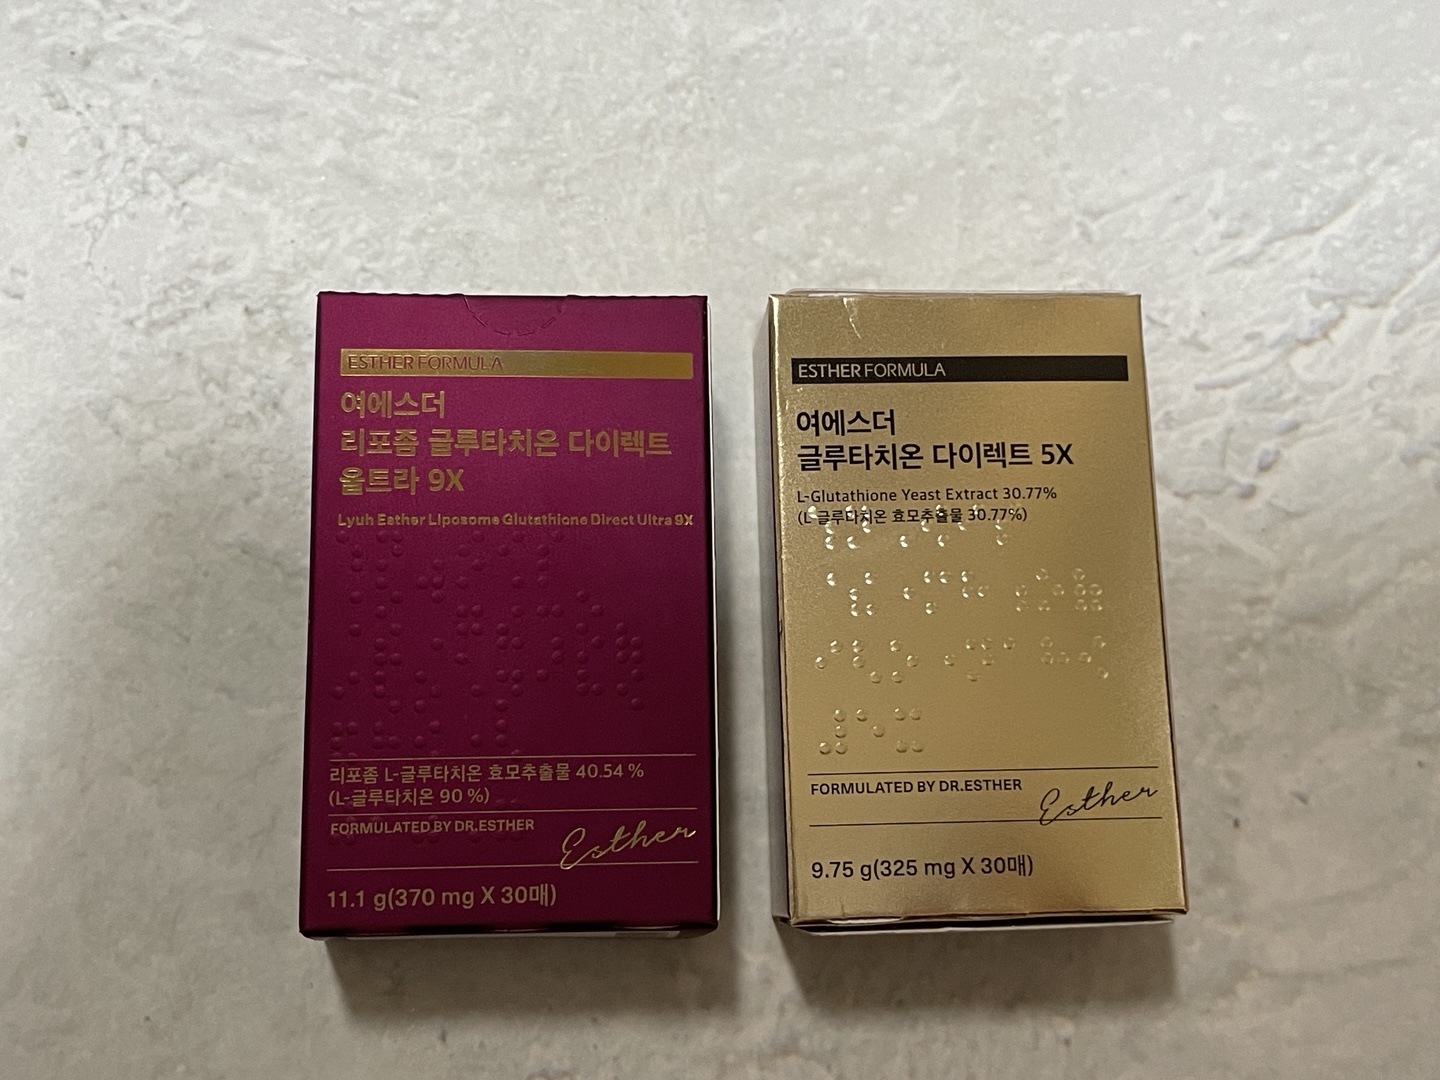 ESTHER FORMULA
여에스더
리포좀 글루타치온 다이렉트
울트라 9X
Lyuh Esther Liposome Glutathione Direct Ultra 9X
리포좀 L-글루타치온 효모추출물 40.54 %
(L-글루타치온 90 %)
FORMULATED BY DR.ESTHER
Esther
11.1 g(370 mg X 30매)
ESTHER FORMULA
여에스더
글루타치온 다이렉트 5X
L-Glutathione Yeast Extract 30.77%
(L-글루타치온 효모추출물 30.77%)
FORMULATED BY DR.ESTHER
Esther
9.75 g(325 mg X 30매)